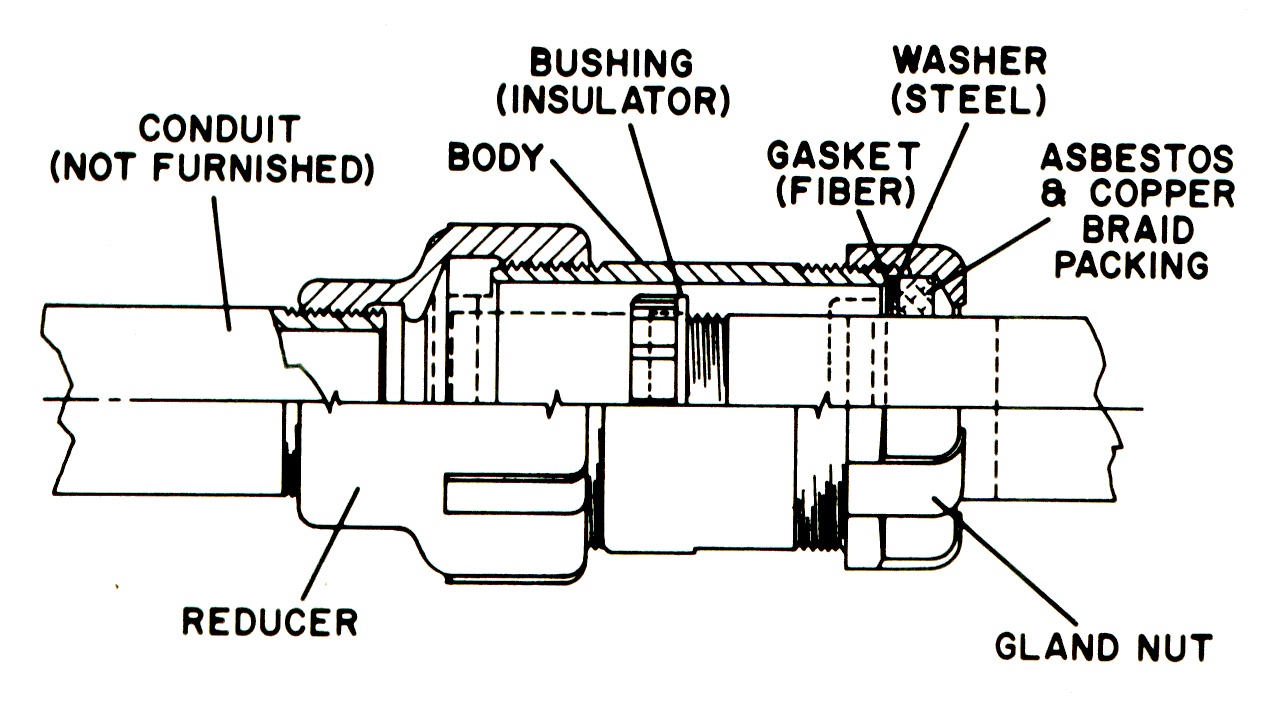 BUSHING
(INSULATOR)
WASHER
(STEEL)
CONDUIT
(NOT FURNISHED)
BODY
GASKET
(FIBER)
ASBESTOS
& COPPER
BRAID
PACKING
REDUCER
GLAND NUT